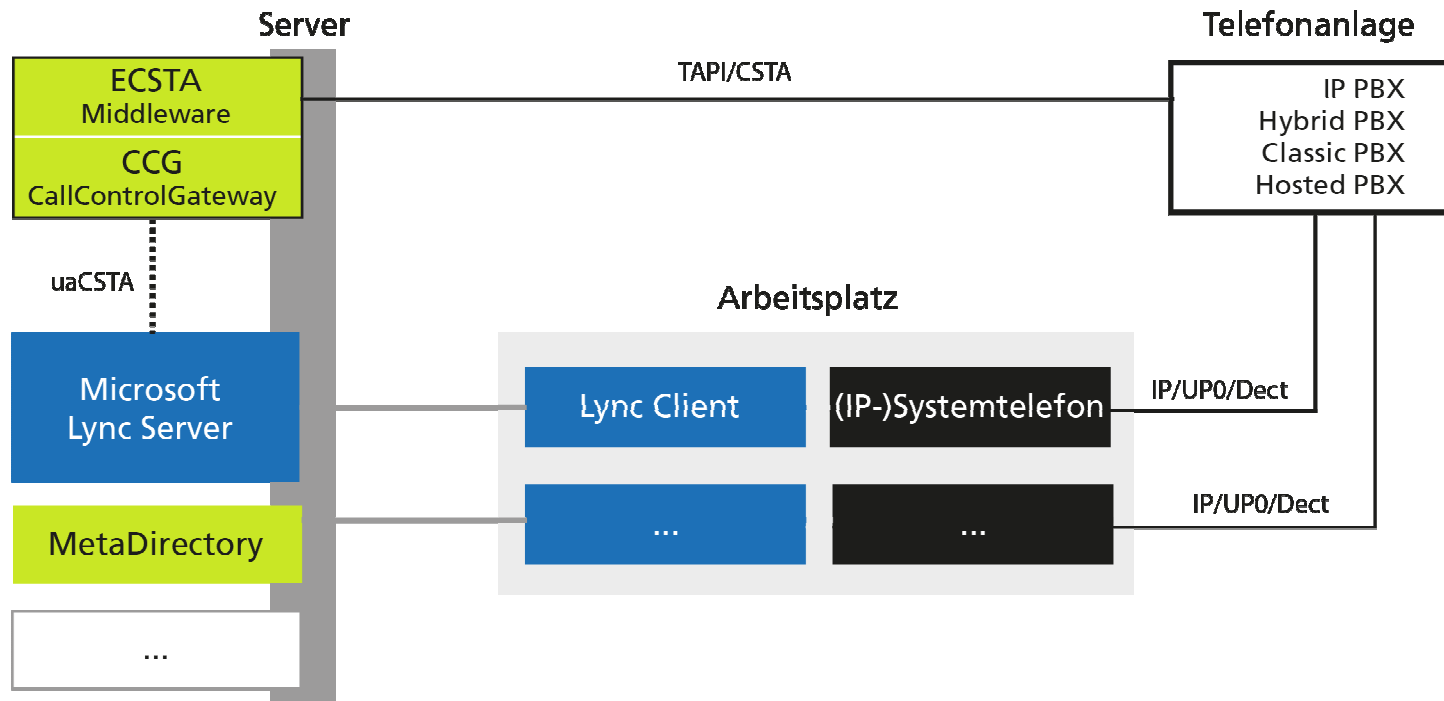 Server
Telefonanlage
ECSTA
Middleware
TAPI/CSTA
IP PBX
Hybrid PBX
Classic PBX
Hosted PBX
CCG
CallControlGateway
uaCSTA
Arbeitsplatz
Microsoft
Lync Server
Lync Client
(IP-)Systemtelefon
IP/UP0/Dect
MetaDirectory
...
...
IP/UP0/Dect
...